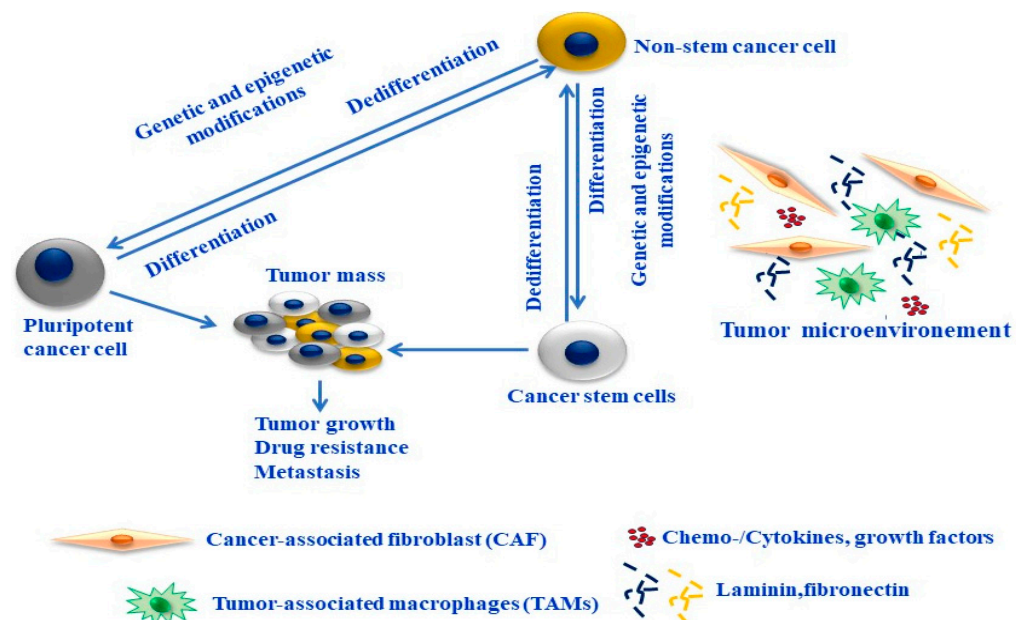 Non-stem cancer cell
Genetic and epigenetic
modifications
Dedifferentiation
Differentiation
Dedifferentiation
Differentiation
Genetic and epigenetic
modifications
Pluripotent
cancer cell
Tumor mass
Cancer stem cells
Tumor growth
Drug resistance
Metastasis
Tumor microenvironement
Cancer-associated fibroblast (CAF)
Chemo-/Cytokines, growth factors
Tumor-associated macrophages (TAMs)
Laminin,fibronectin